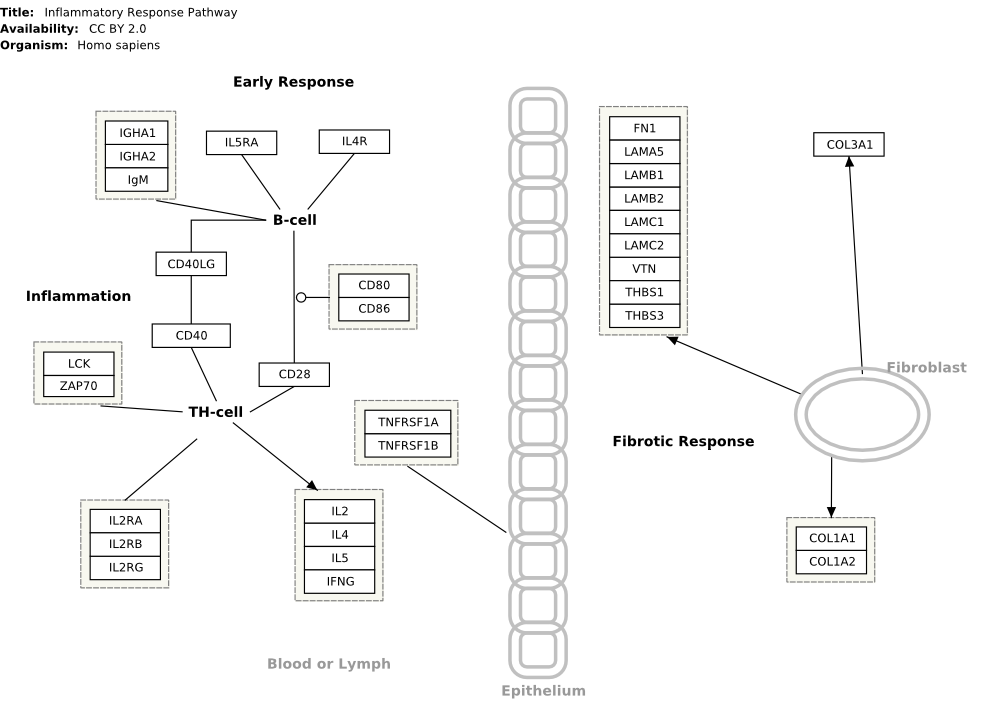 Title: Inflammatory Response Pathway
Availability: CC BY 2.0
Organism: Homo sapiens
Early Response
IGHA1
IGHA2
IgM
IL5RA
IL4R
B-cell
CD40LG
Inflammation
CD80
CD86
CD40
LCK
ZAP70
CD28
TH-cell
TNFRSF1A
TNFRSF1B
IL2RA
IL2RB
IL2RG
IL2
IL4
IL5
IFNG
Blood or Lymph
Epithelium
FN1
LAMA5
LAMB1
LAMB2
LAMC1
LAMC2
VTN
THBS1
THBS3
COL3A1
Fibroblast
Fibrotic Response
COL1A1
COL1A2